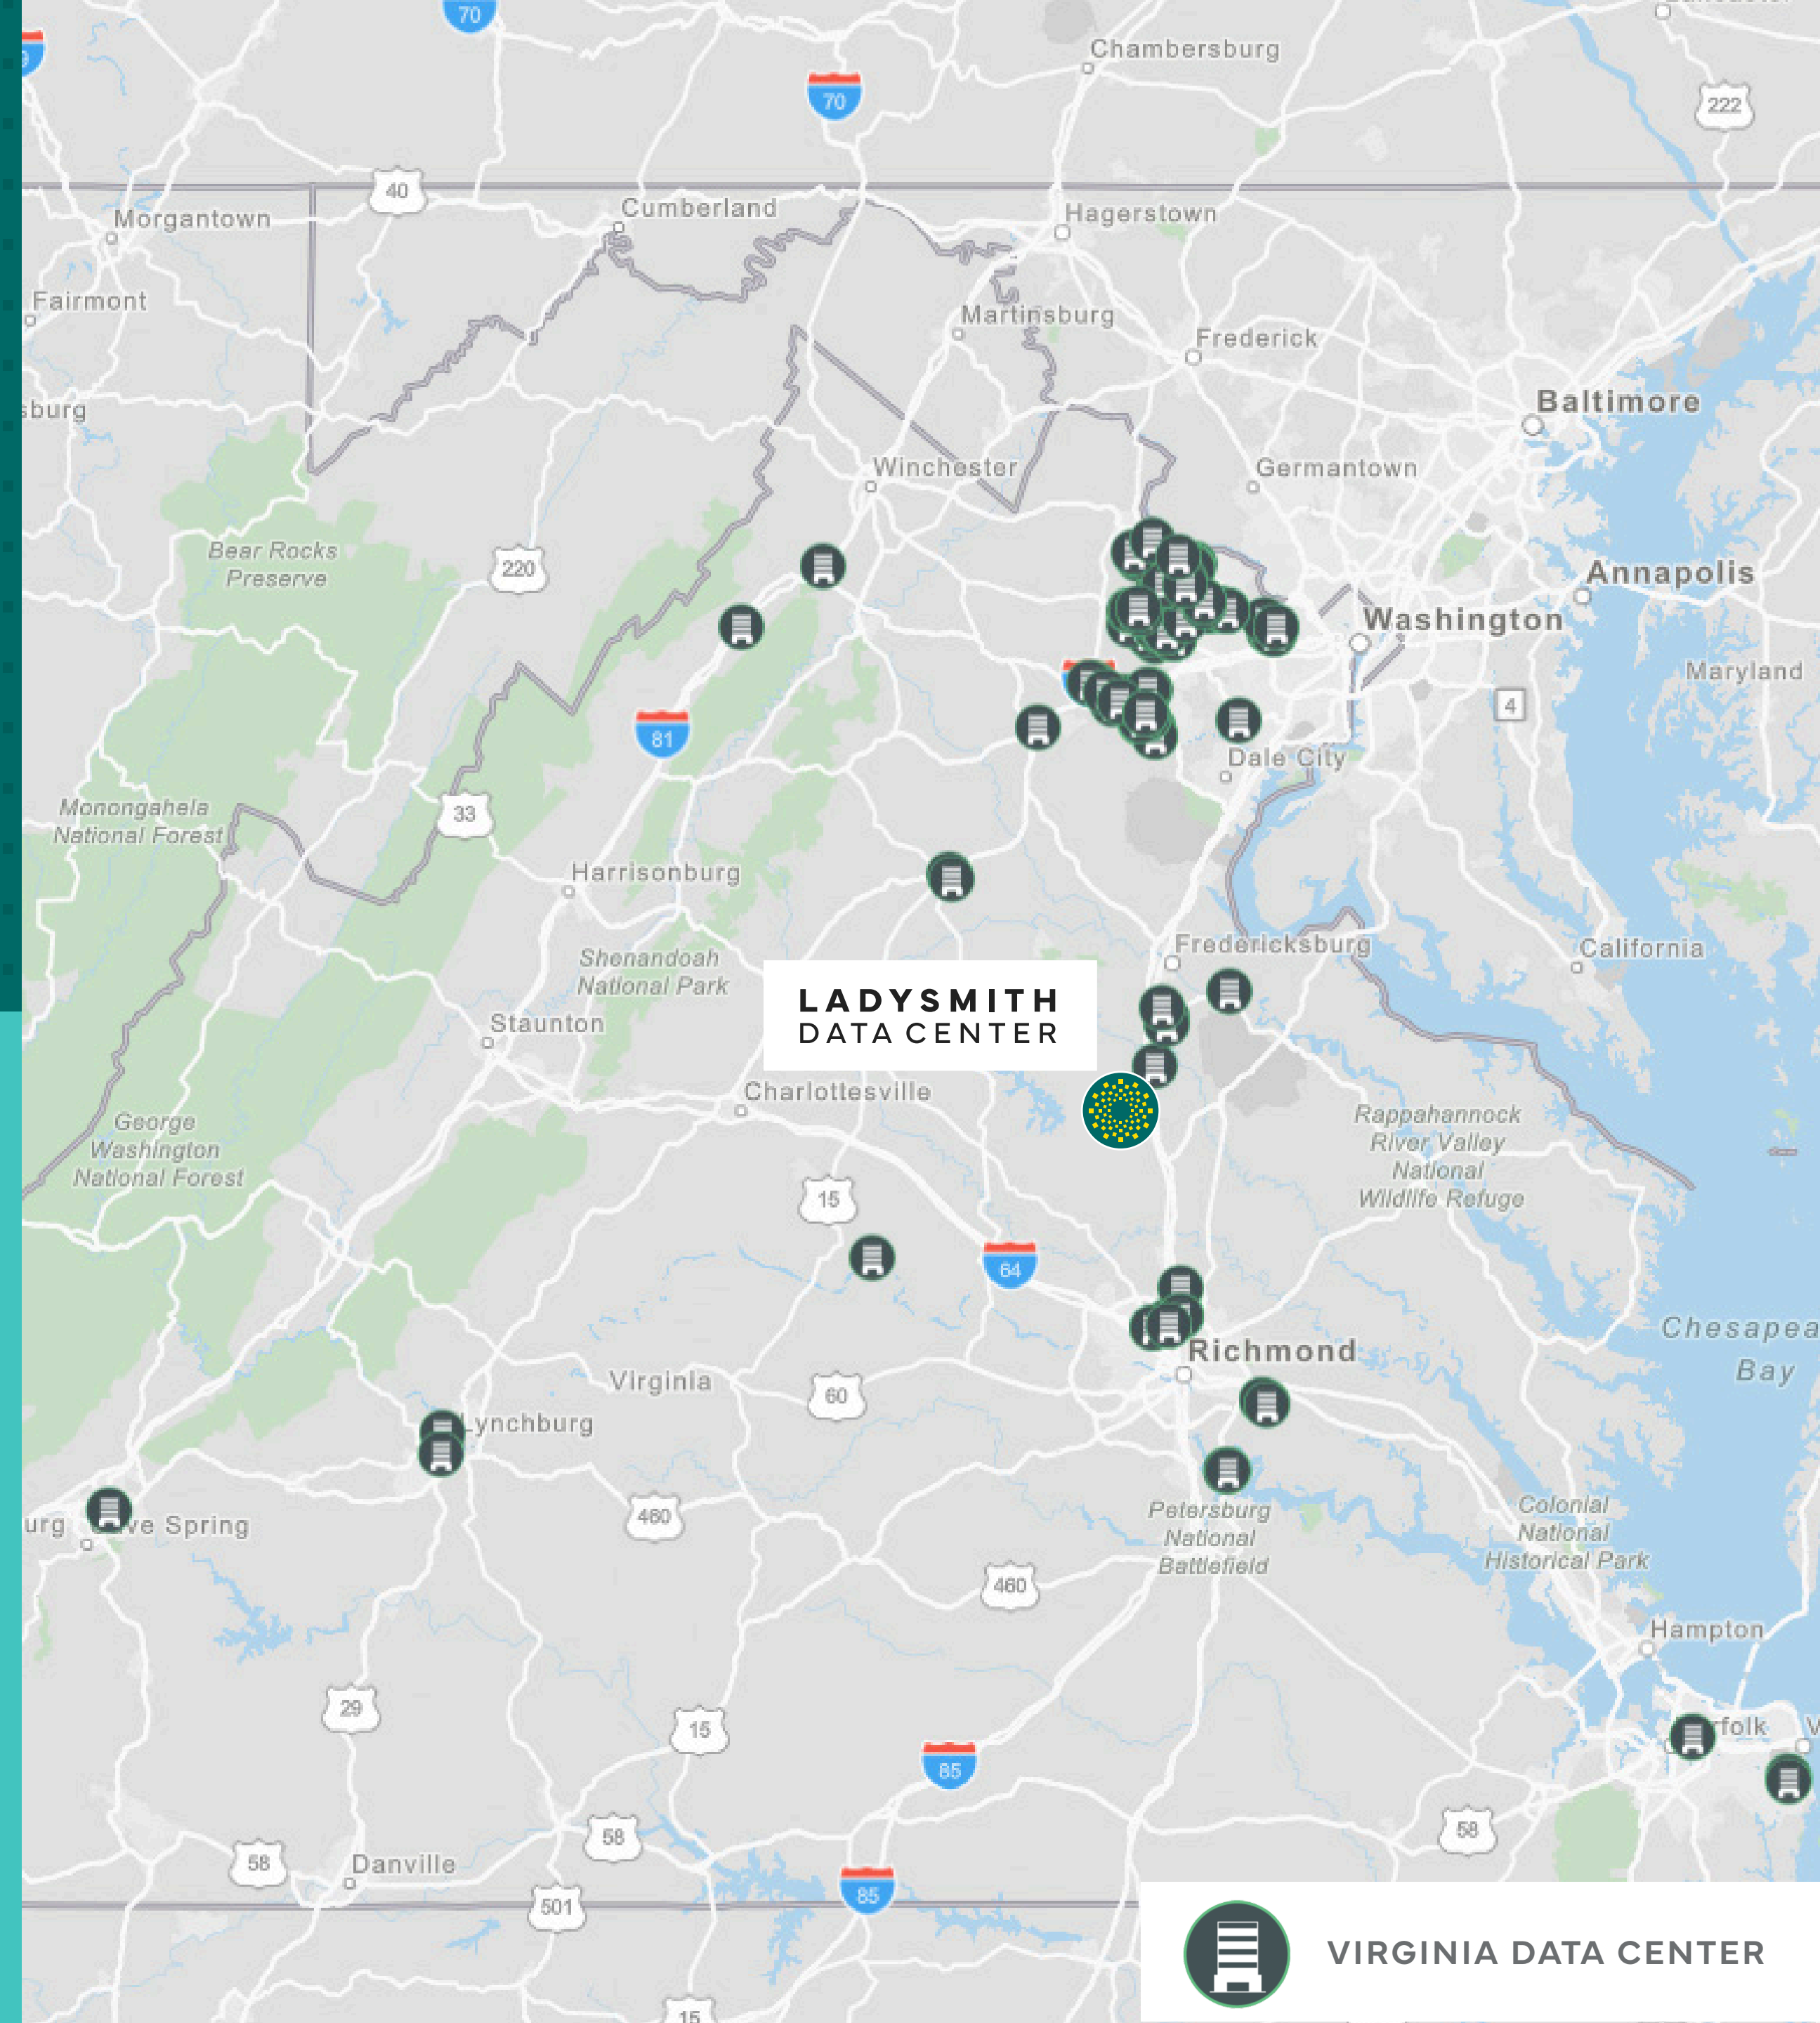 70
Chambersburg
70
222
40
Cumberland
Morgantown
Hagerstown
Fairmont
Martinsburg
Frederick
sburg
Baltimore
Winchester
Germantown
Bear Rocks
Preserve
220
Annapolis
Washington
Maryland
4
81
Dale City
Monongahela
National Forest
33
Harrisonburg
Fredericksburg
California
Shenandoah
National Park
LADYSMITH
DATA CENTER
Staunton
Charlottesville
George
Washington
National Forest
Rappahannock
River Valley
National
Wildlife Refuge
15
64
Chesapea
Bay
Richmond
Virginia
60
Lynchburg
urg
ve Spring
460
Petersburg
National
Battlefield
Colonial
National
Historical Park
460
Hampton
29
15
folk
V
85
58
58
58
Danville
85
501
VIRGINIA DATA CENTER
15